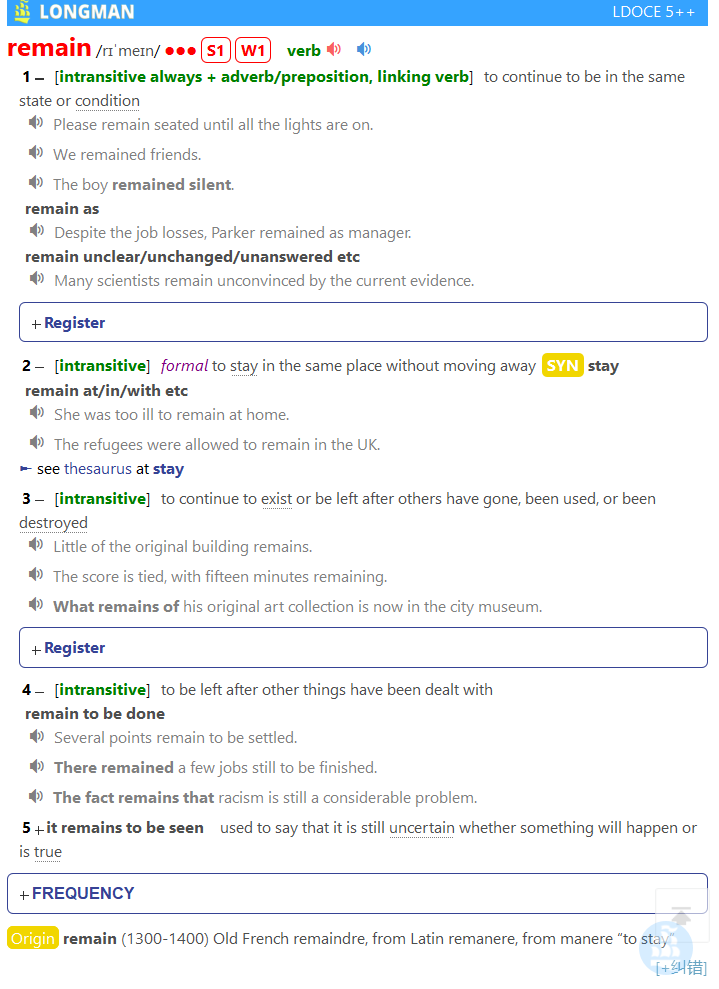 LONGMAN LDOCE 5++
remain /rɪˈmeɪn/ ●●● S1 W1 verb
1 – [intransitive always + adverb/preposition, linking verb] to continue to be in the same
state or condition
Please remain seated until all the lights are on.
We remained friends.
The boy remained silent.
remain as
Despite the job losses, Parker remained as manager.
remain unclear/unchanged/unanswered etc
Many scientists remain unconvinced by the current evidence.
+ Register
2 – [intransitive] formal to stay in the same place without moving away SYN stay
remain at/in/with etc
She was too ill to remain at home.
The refugees were allowed to remain in the UK.
► see thesaurus at stay
3 – [intransitive] to continue to exist or be left after others have gone, been used, or been
destroyed
Little of the original building remains.
The score is tied, with fifteen minutes remaining.
What remains of his original art collection is now in the city museum.
+ Register
4 – [intransitive] to be left after other things have been dealt with
remain to be done
Several points remain to be settled.
There remained a few jobs still to be finished.
The fact remains that racism is still a considerable problem.
5 + it remains to be seen used to say that it is still uncertain whether something will happen or
is true
+ FREQUENCY
Origin remain (1300-1400) Old French remaindre, from Latin remanere, from manere “to stay”
[+纠错]